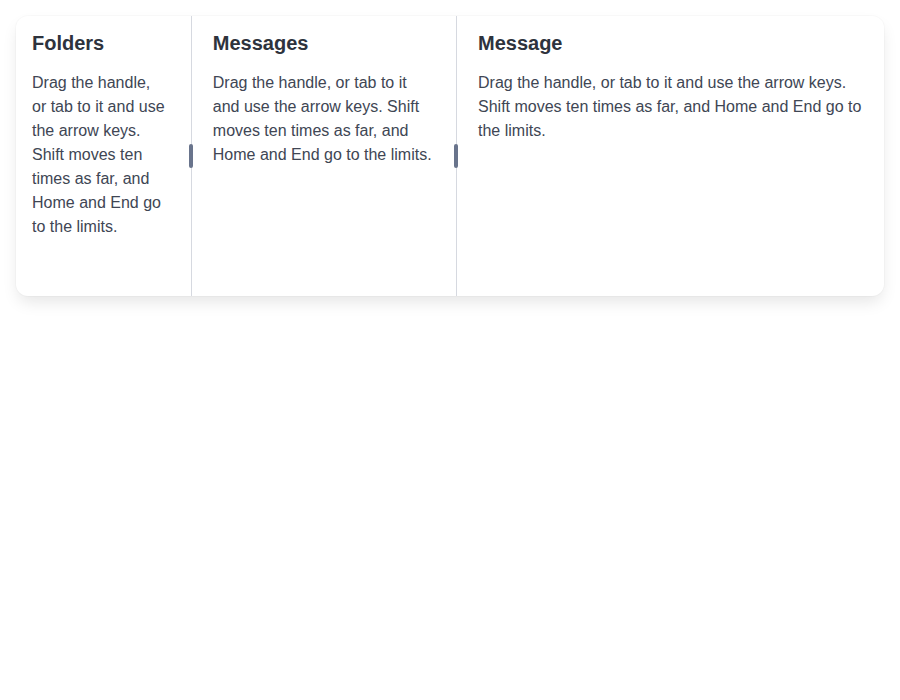 Folders
Drag the handle,
or tab to it and use
the arrow keys.
Shift moves ten
times as far, and
Home and End go
to the limits.
Messages
Drag the handle, or tab to it
and use the arrow keys. Shift
moves ten times as far, and
Home and End go to the limits.
Message
Drag the handle, or tab to it and use the arrow keys.
Shift moves ten times as far, and Home and End go to
the limits.